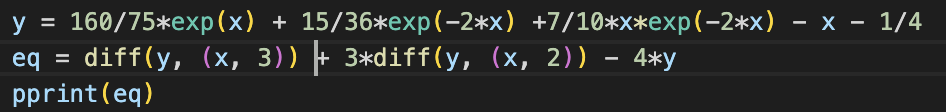 y = 160/75*exp(x) + 15/36*exp(-2*x) +7/10*x*exp(-2*x) - x - 1/4
eq = diff(y, (x, 3)) + 3*diff(y, (x, 2)) - 4*y
pprint(eq)